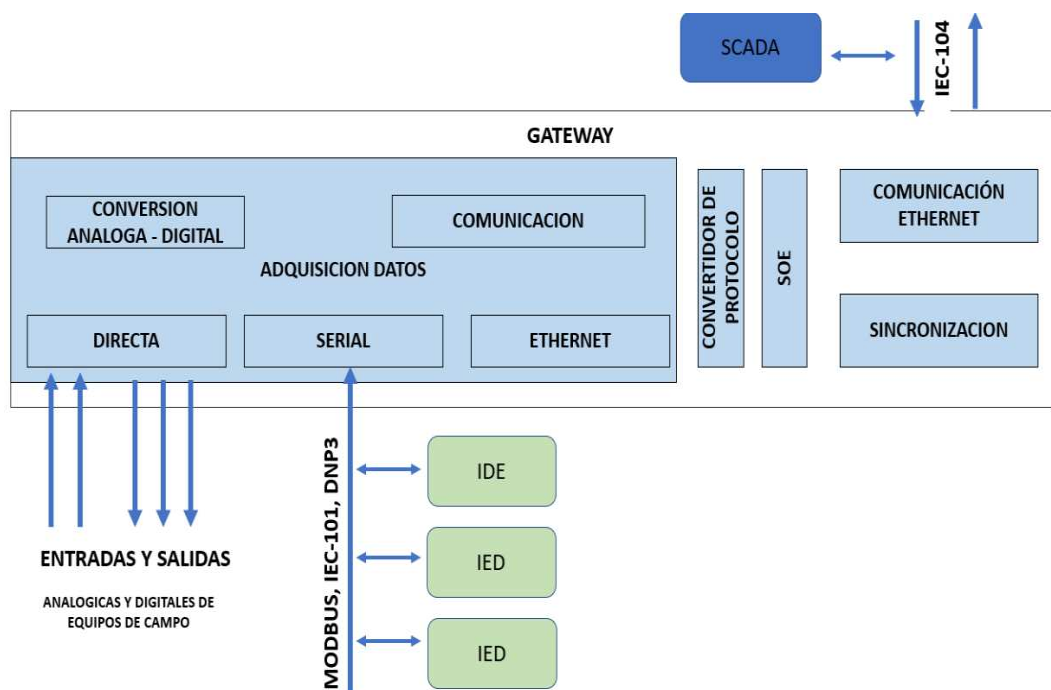 SCADA
IEC-104
GATEWAY
CONVERSION
ANALOGA - DIGITAL
COMUNICACION
ADQUISICION DATOS
DIRECTA
SERIAL
ETHERNET
CONVERTIDOR DE
PROTOCOLO
SOE
COMUNICACIÓN
ETHERNET
SINCRONIZACION
ENTRADAS Y SALIDAS
ANALOGICAS Y DIGITALES DE
EQUIPOS DE CAMPO
MODBUS, IEC-101, DNP3
IDE
IED
IED